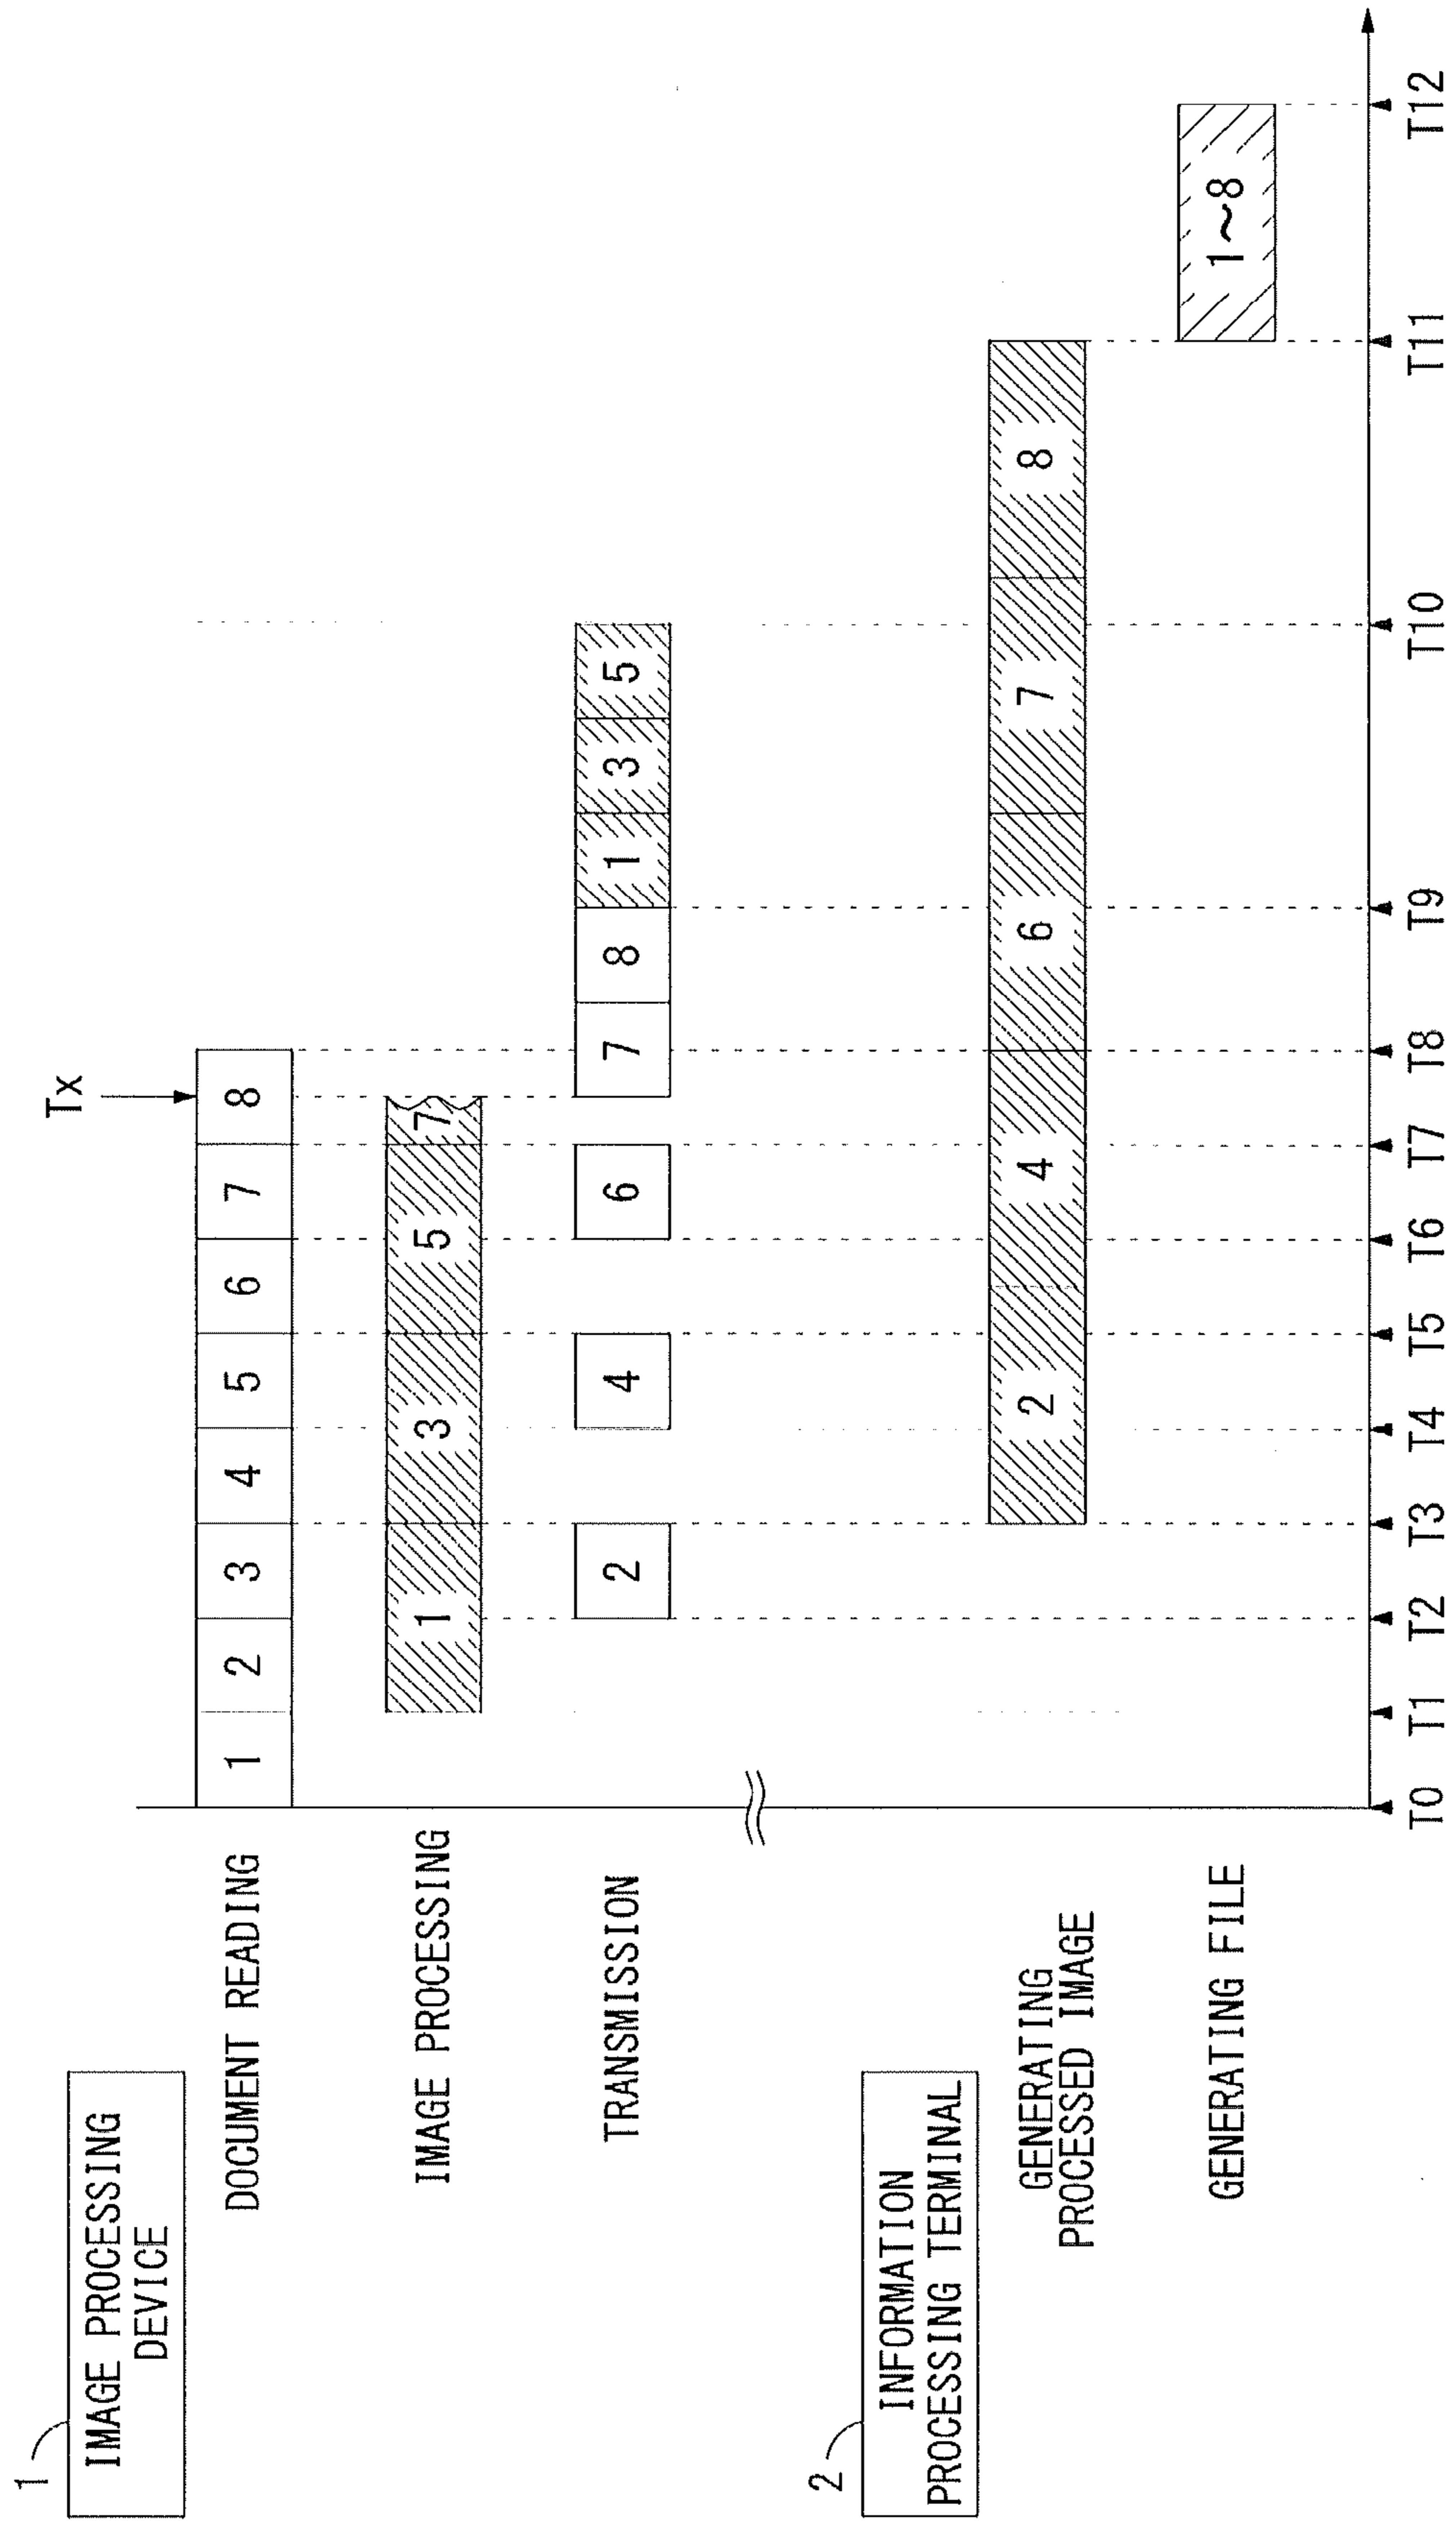 1
IMAGE PROCESSING
DEVICE
Tx
DOCUMENT READING
1 2 3 4 5 6 7 8
IMAGE PROCESSING
1 3 5 7
TRANSMISSION
2 4 6 7 8 1 3 5
2
INFORMATION
PROCESSING TERMINAL
GENERATING
PROCESSED IMAGE
2 4 6 7 8
GENERATING FILE
1~8
T0 T1 T2 T3 T4 T5 T6 T7 T8 T9 T10 T11 T12